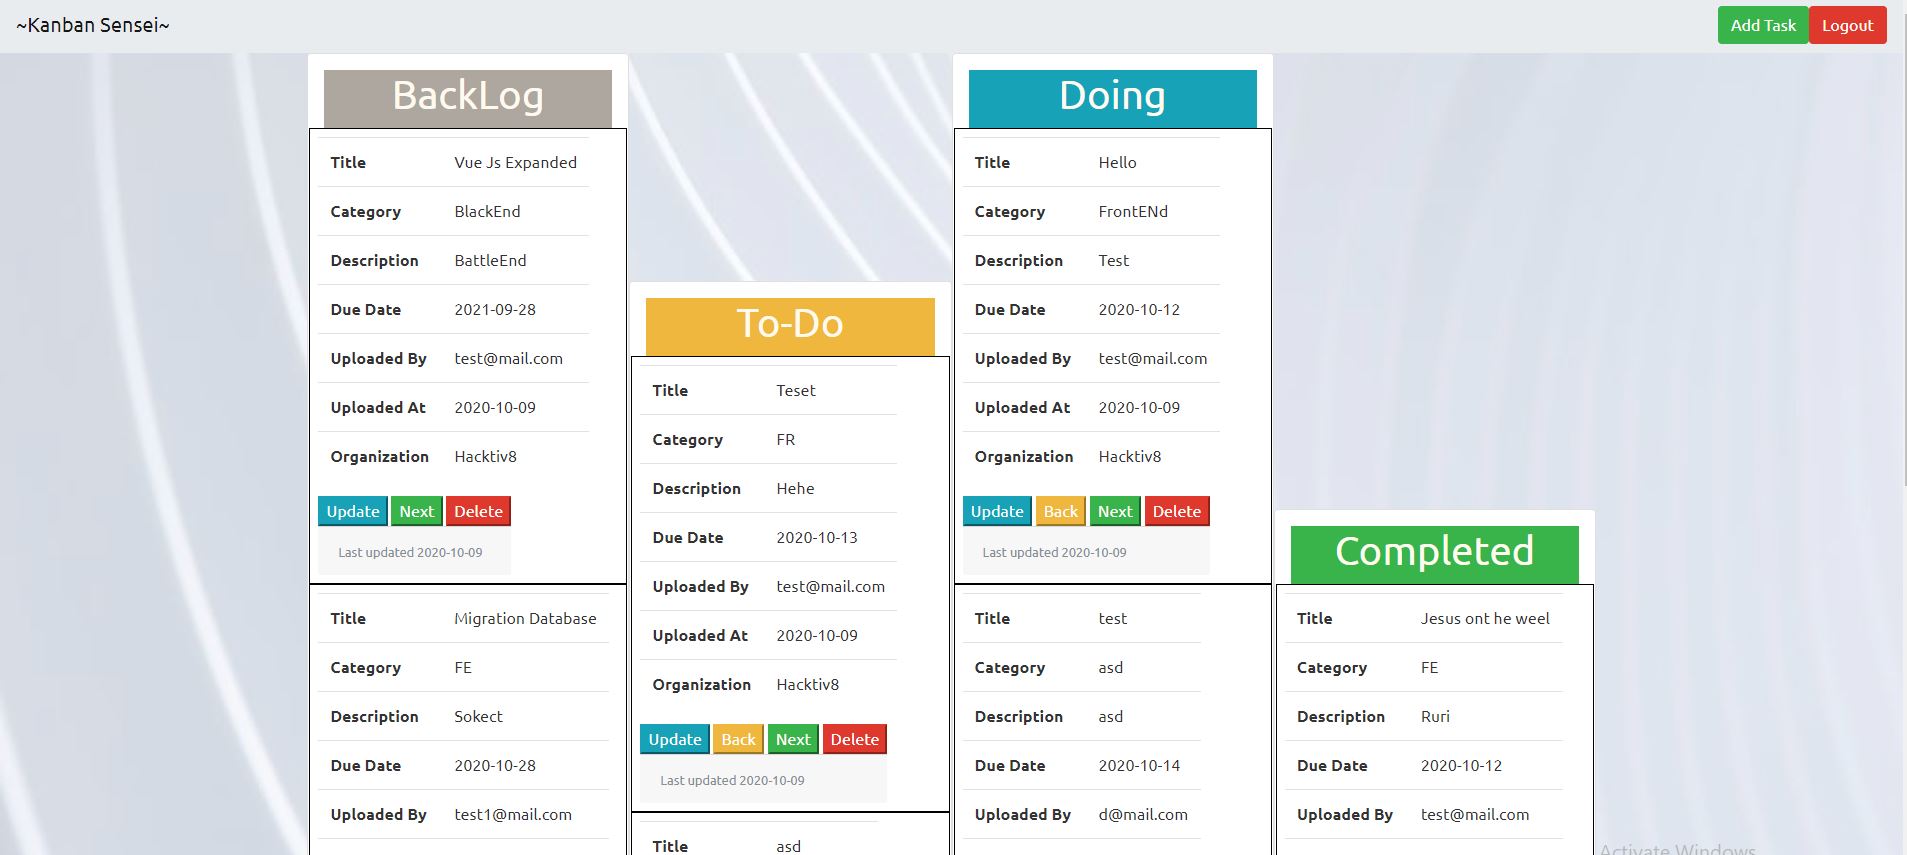 ~Kanban Sensei~
Add Task Logout
BackLog
Title Vue Js Expanded
Category BlackEnd
Description BattleEnd
Due Date 2021-09-28
Uploaded By test@mail.com
Uploaded At 2020-10-09
Organization Hacktiv8
Update Next Delete
Last updated 2020-10-09
Title Migration Database
Category FE
Description Sokect
Due Date 2020-10-28
Uploaded By test1@mail.com
To-Do
Title Teset
Category FR
Description Hehe
Due Date 2020-10-13
Uploaded By test@mail.com
Uploaded At 2020-10-09
Organization Hacktiv8
Update Back Next Delete
Last updated 2020-10-09
Title asd
Doing
Title Hello
Category FrontENd
Description Test
Due Date 2020-10-12
Uploaded By test@mail.com
Uploaded At 2020-10-09
Organization Hacktiv8
Update Back Next Delete
Last updated 2020-10-09
Title test
Category asd
Description asd
Due Date 2020-10-14
Uploaded By d@mail.com
Completed
Title Jesus ont he weel
Category FE
Description Ruri
Due Date 2020-10-12
Uploaded By test@mail.com
Activate Windows